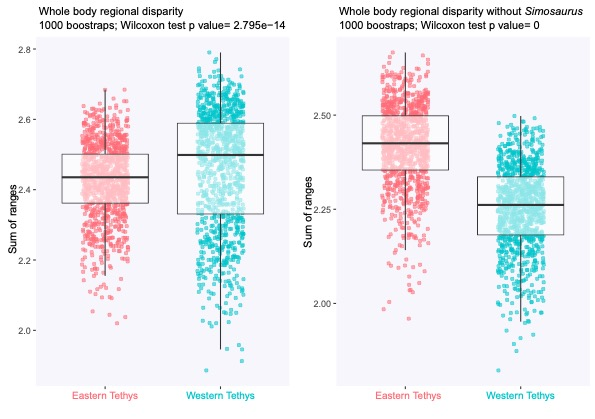 Whole body regional disparity
1000 boostraps; Wilcoxon test p value= 2.795e−14
Sum of ranges
2.8
2.6
2.4
2.2
2.0
Eastern Tethys
Western Tethys
Whole body regional disparity without Simosaurus
1000 boostraps; Wilcoxon test p value= 0
Sum of ranges
2.50
2.25
2.00
Eastern Tethys
Western Tethys